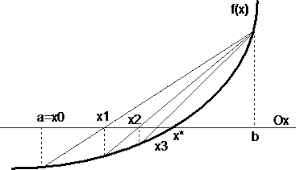 f(x)
a=x0 x1 x2 Ox
x3 x* b